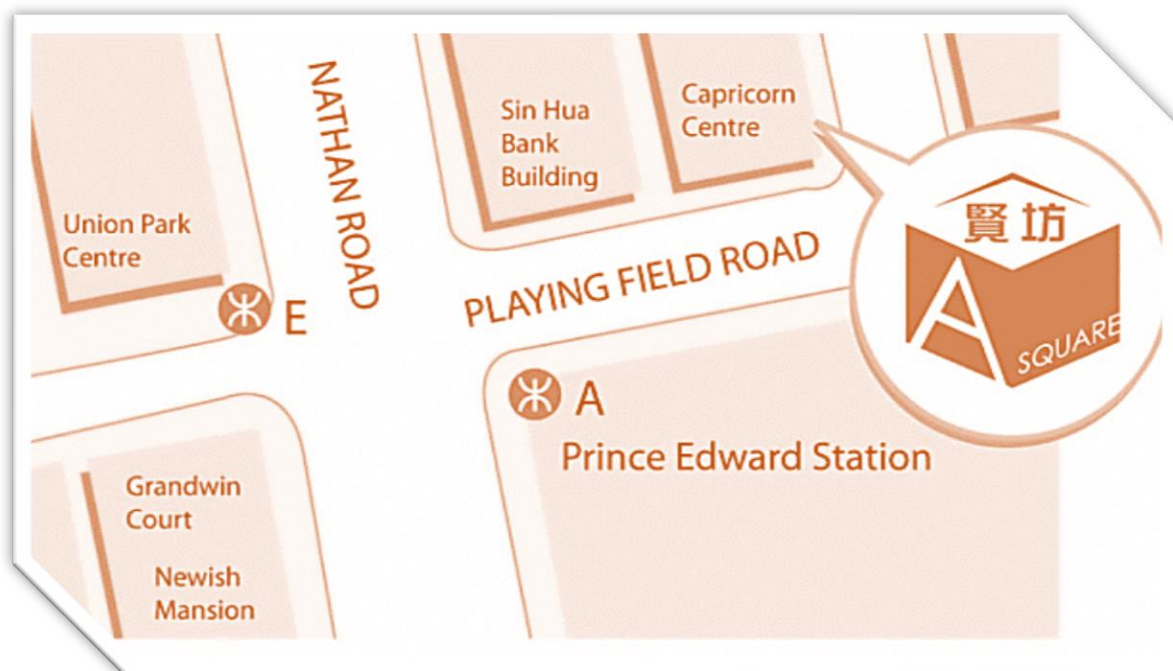 NATHAN ROAD
Sin Hua
Bank
Building
Capricorn
Centre
Union Park
Centre
E
PLAYING FIELD ROAD
賢坊
A
SQUARE
A
Prince Edward Station
Grandwin
Court
Newish
Mansion